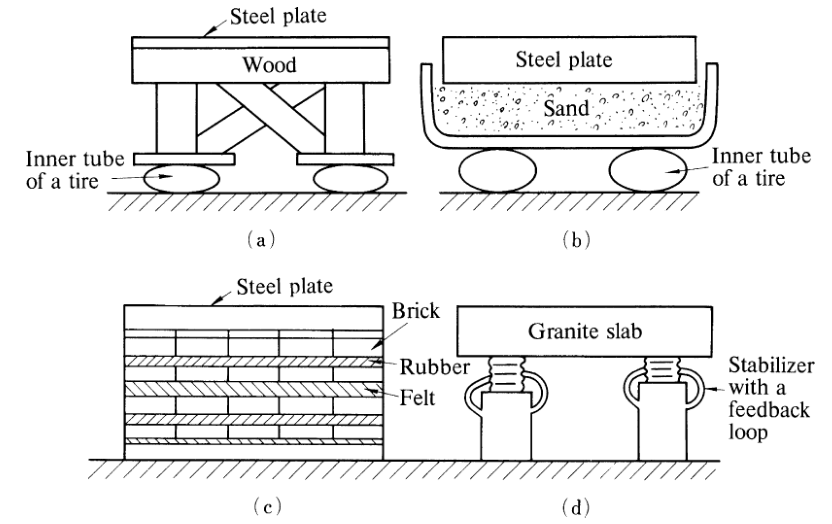 Steel plate
Wood
Inner tube
of a tire
(a)
Steel plate
Sand
Inner tube
of a tire
(b)
Steel plate
Brick
Rubber
Felt
(c)
Granite slab
Stabilizer
with a
feedback
loop
(d)